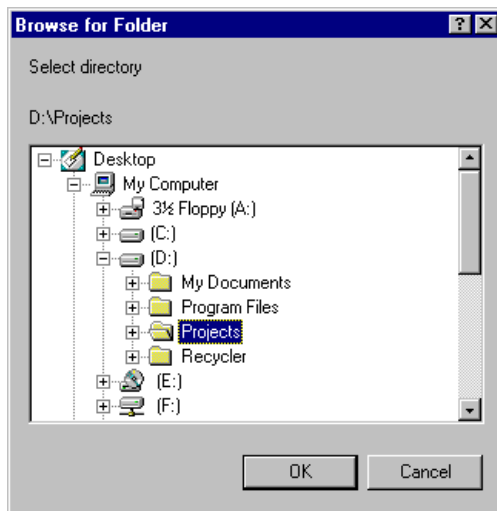 Browse for Folder
Select directory
D:\Projects
Desktop
My Computer
3½ Floppy (A:)
(C:)
(D:)
My Documents
Program Files
Projects
Recycler
(E:)
(F:)
OK Cancel